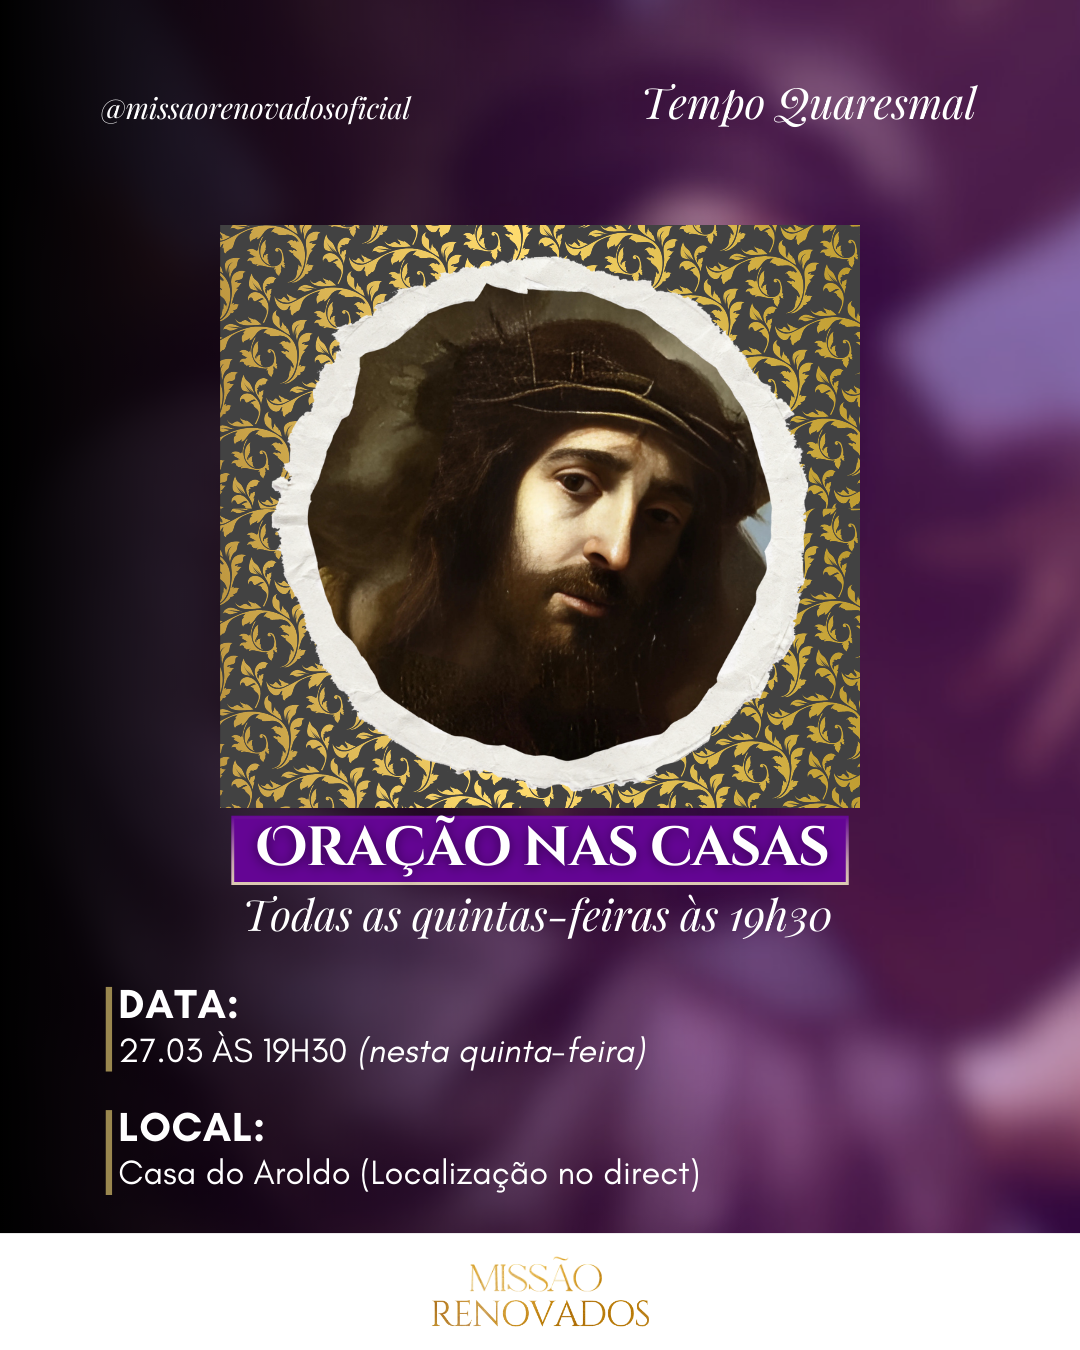 @missaorenovadosoficial
Tempo Quaresmal
ORAÇÃO NAS CASAS
Todas as quintas-feiras às 19h30
DATA:
27.03 ÀS 19H30 (nesta quinta-feira)
LOCAL:
Casa do Aroldo (Localização no direct)
MISSÃO
RENOVADOS